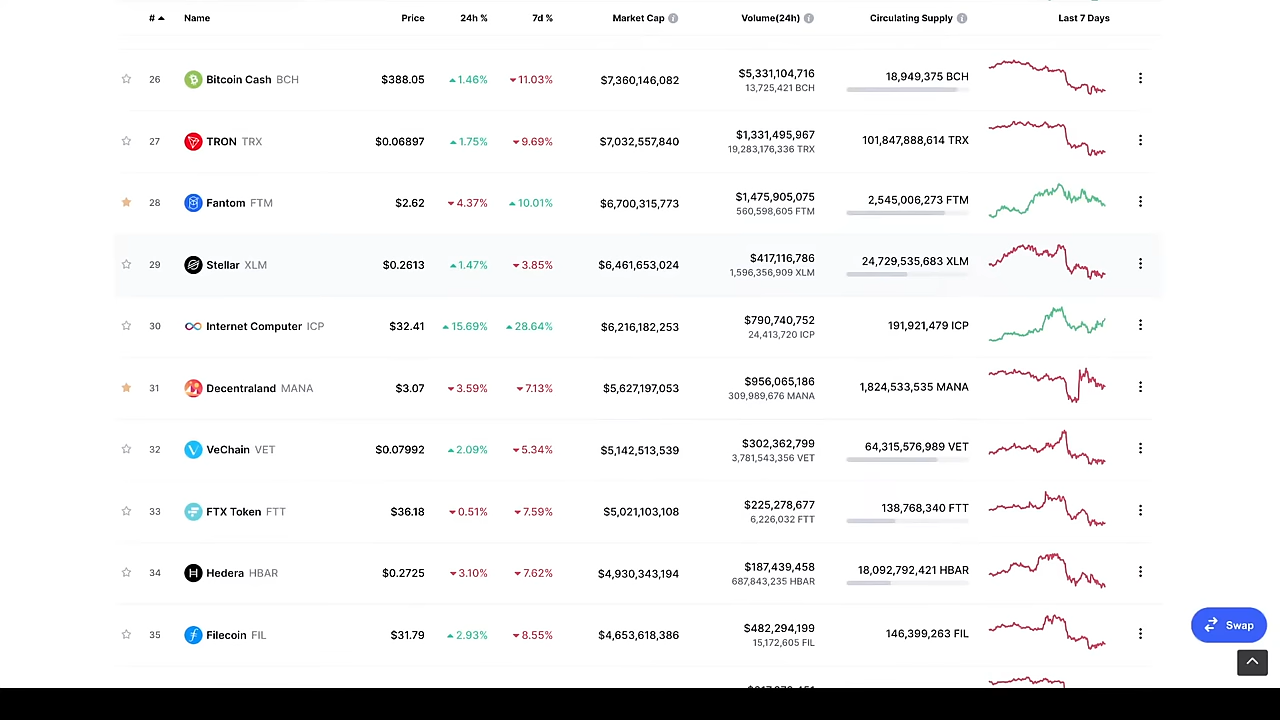 # Name Price 24h % 7d % Market Cap Volume(24h) Circulating Supply Last 7 Days
26 Bitcoin Cash BCH $388.05 1.46% 11.03% $7,360,146,082 $5,331,104,716 18,949,375 BCH
13,725,421 BCH
27 TRON TRX $0.06897 1.75% 9.69% $7,032,557,840 $1,331,495,967 101,847,888,614 TRX
19,283,176,336 TRX
28 Fantom FTM $2.62 4.37% 10.01% $6,700,315,773 $1,475,905,075 2,545,006,273 FTM
560,598,605 FTM
29 Stellar XLM $0.2613 1.47% 3.85% $6,461,653,024 $417,116,786 24,729,535,683 XLM
1,596,356,909 XLM
30 Internet Computer ICP $32.41 15.69% 28.64% $6,216,182,253 $790,740,752 191,921,479 ICP
24,413,720 ICP
31 Decentraland MANA $3.07 3.59% 7.13% $5,627,197,053 $956,065,186 1,824,533,535 MANA
309,989,676 MANA
32 VeChain VET $0.07992 2.09% 5.34% $5,142,513,539 $302,362,799 64,315,576,989 VET
3,781,543,356 VET
33 FTX Token FTT $36.18 0.51% 7.59% $5,021,103,108 $225,278,677 138,768,340 FTT
6,226,032 FTT
34 Hedera HBAR $0.2725 3.10% 7.62% $4,930,343,194 $187,439,458 18,092,792,421 HBAR
687,843,235 HBAR
35 Filecoin FIL $31.79 2.93% 8.55% $4,653,618,386 $482,294,199 146,399,263 FIL
15,172,605 FIL
Swap